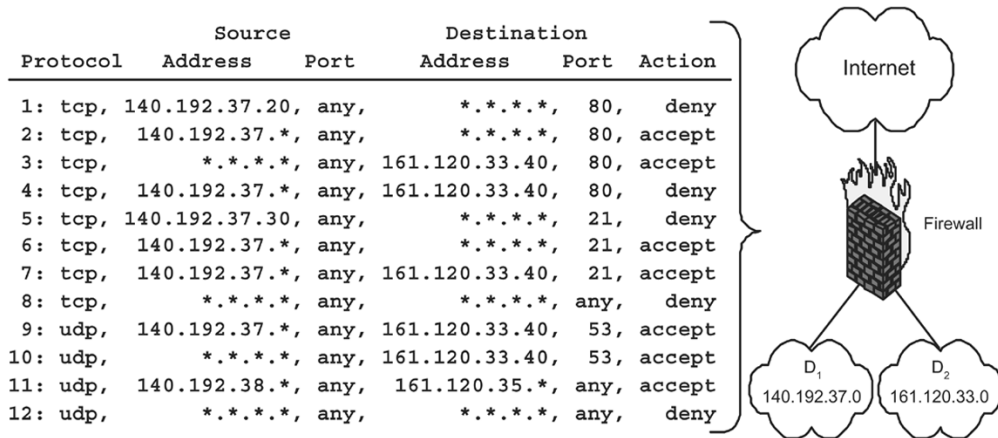 Source Destination
Protocol Address Port Address Port Action
1: tcp, 140.192.37.20, any, *.*.*.*, 80, deny
2: tcp, 140.192.37.*, any, *.*.*.*, 80, accept
3: tcp, *.*.*.*, any, 161.120.33.40, 80, accept
4: tcp, 140.192.37.*, any, 161.120.33.40, 80, deny
5: tcp, 140.192.37.30, any, *.*.*.*, 21, deny
6: tcp, 140.192.37.*, any, *.*.*.*, 21, accept
7: tcp, 140.192.37.*, any, 161.120.33.40, 21, accept
8: tcp, *.*.*.*, any, *.*.*.*, any, deny
9: udp, 140.192.37.*, any, 161.120.33.40, 53, accept
10: udp, *.*.*.*, any, 161.120.33.40, 53, accept
11: udp, 140.192.38.*, any, 161.120.35.*, any, accept
12: udp, *.*.*.*, any, *.*.*.*, any, deny
Internet
Firewall
D1
140.192.37.0
D2
161.120.33.0